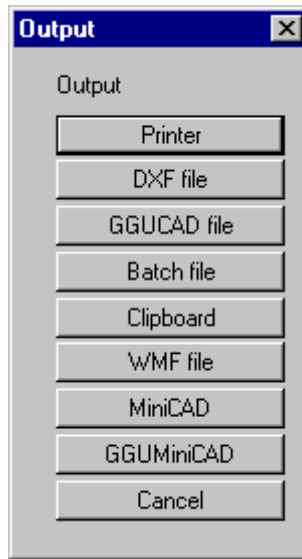 Output
Output
Printer
DXF file
GGUCAD file
Batch file
Clipboard
WMF file
MiniCAD
GGUMiniCAD
Cancel